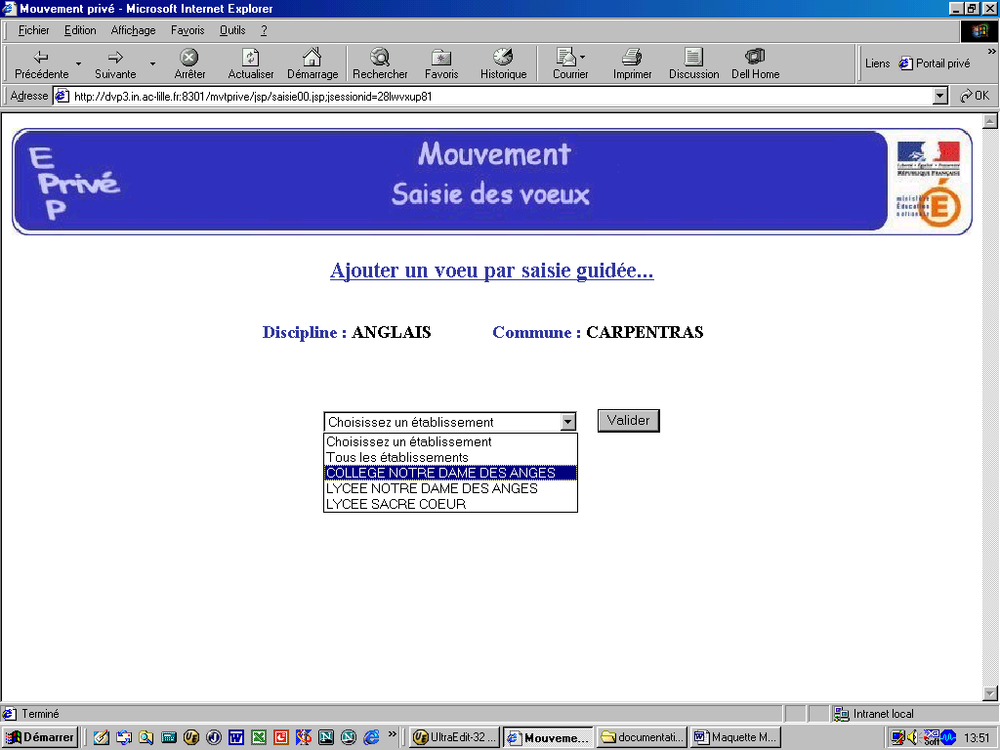 Mouvement privé - Microsoft Internet Explorer
Fichier Edition Affichage Favoris Outils ?
Précédente Suivante Arrêter Actualiser Démarrage Rechercher Favoris Historique Courrier Imprimer Discussion Dell Home Liens Portail privé »
Adresse http://dvp3.in.ac-lille.fr:8301/mvtprive/jsp/saisie00.jsp;jsessionid=28lwvxup81 OK
E
Privé
P
Mouvement
Saisie des voeux
Liberté • Égalité • Fraternité
RÉPUBLIQUE FRANÇAISE
ministère
Éducation
nationale
Ajouter un voeu par saisie guidée...
Discipline : ANGLAIS Commune : CARPENTRAS
Choisissez un établissement Valider
Choisissez un établissement
Tous les établissements
COLLEGE NOTRE DAME DES ANGES
LYCEE NOTRE DAME DES ANGES
LYCEE SACRE COEUR
Terminé Intranet local
Démarrer » UltraEdit-32 ... Mouveme... documentati... Maquette M... 13:51